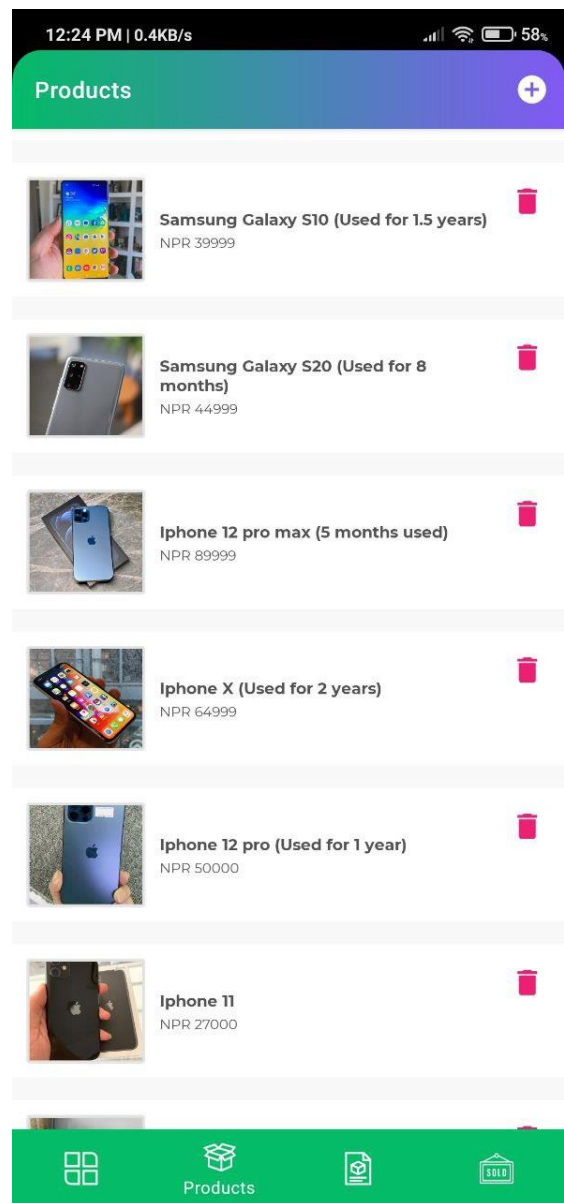 12:24 PM | 0.4KB/s
58%
Products
Samsung Galaxy S10 (Used for 1.5 years)
NPR 39999
Samsung Galaxy S20 (Used for 8
months)
NPR 44999
Iphone 12 pro max (5 months used)
NPR 89999
Iphone X (Used for 2 years)
NPR 64999
Iphone 12 pro (Used for 1 year)
NPR 50000
Iphone 11
NPR 27000
SOLD
Products